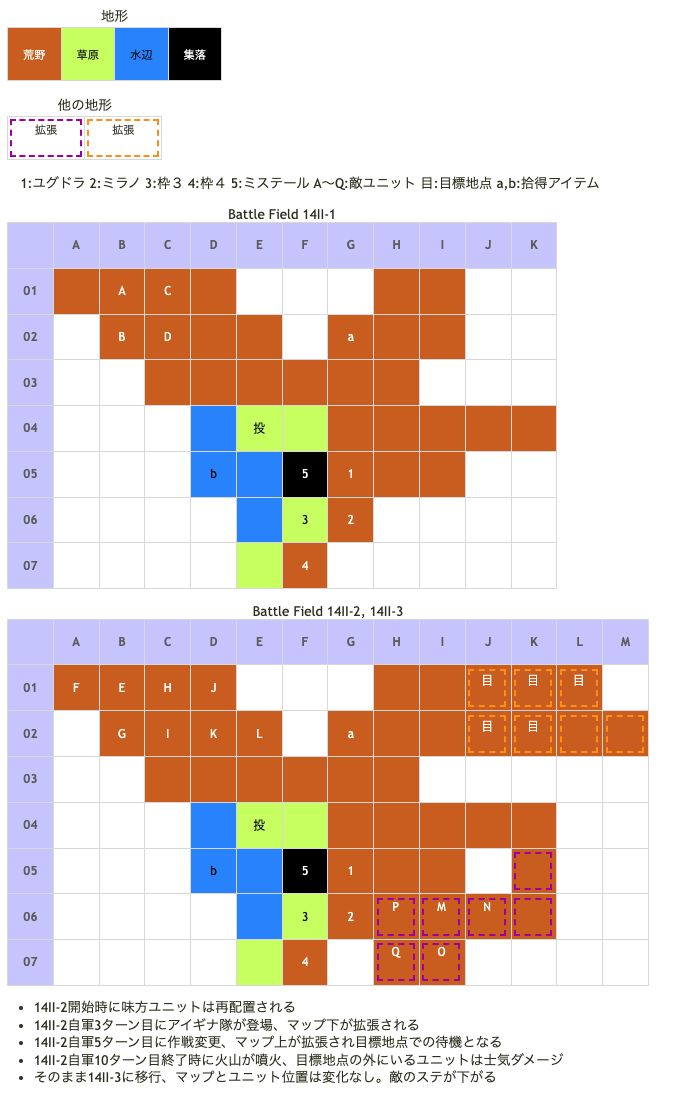 地形
荒野 草原 水辺 集落
他の地形
拡張 拡張
1:ユグドラ 2:ミラノ 3:枠３ 4:枠４ 5:ミステール A～Q:敵ユニット 目:目標地点 a,b:拾得アイテム
Battle Field 14II-1
A B C D E F G H I J K
01 A C
02 B D a
03
04 投
05 b 5 1
06 3 2
07 4
Battle Field 14II-2, 14II-3
A B C D E F G H I J K L M
01 F E H J 目 目 目
02 G I K L a 目 目
03
04 投
05 b 5 1
06 3 2 P M N
07 4 Q O
• 14II-2開始時に味方ユニットは再配置される
• 14II-2自軍3ターン目にアイギナ隊が登場、マップ下が拡張される
• 14II-2自軍5ターン目に作戦変更、マップ上が拡張され目標地点での待機となる
• 14II-2自軍10ターン目終了時に火山が噴火、目標地点の外にいるユニットは士気ダメージ
• そのまま14II-3に移行、マップとユニット位置は変化なし。敵のステが下がる